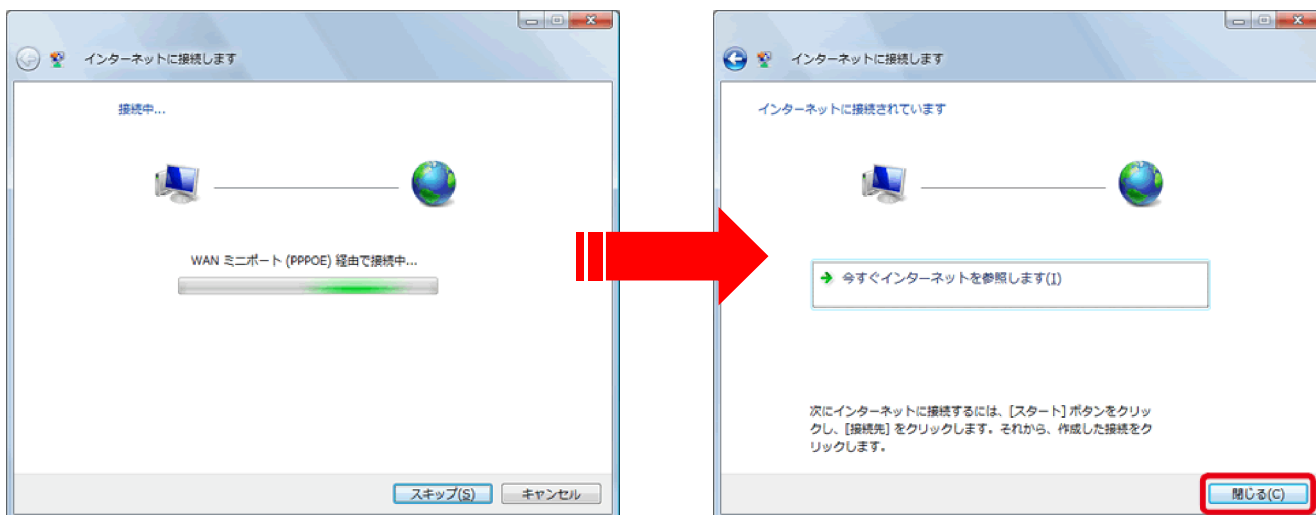 インターネットに接続します
接続中...
WAN ミニポート (PPPOE) 経由で接続中...
スキップ(S)
キャンセル
インターネットに接続します
インターネットに接続されています
今すぐインターネットを参照します(I)
次にインターネットに接続するには、[スタート] ボタンをクリッ
クし、[接続先] をクリックします。それから、作成した接続をク
リックします。
閉じる(C)